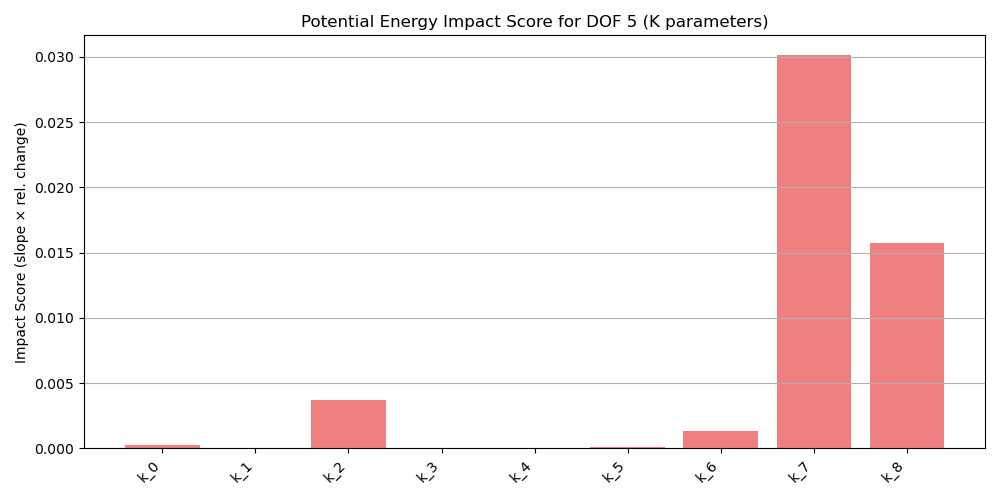 Potential Energy Impact Score for DOF 5 (K parameters)
Impact Score (slope × rel. change)
0.030
0.025
0.020
0.015
0.010
0.005
0.000
k_0
k_1
k_2
k_3
k_4
k_5
k_6
k_7
k_8